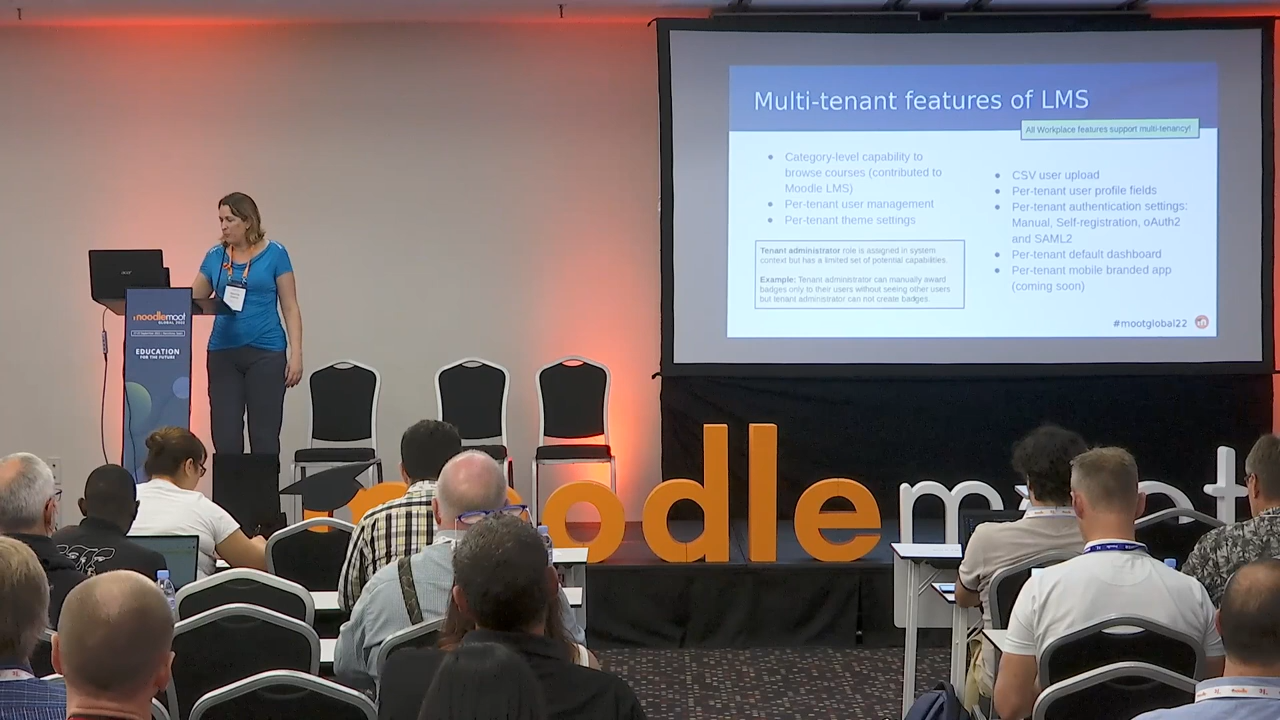 Multi-tenant features of LMS
All Workplace features support multi-tenancy!
Category-level capability to
browse courses (contributed to
Moodle LMS)
Per-tenant user management
Per-tenant theme settings
Tenant administrator role is assigned in system
context but has a limited set of potential capabilities.
Example: Tenant administrator can manually award
badges only to their users without seeing other users
but tenant administrator can not create badges.
CSV user upload
Per-tenant user profile fields
Per-tenant authentication settings:
Manual, Self-registration, oAuth2
and SAML2
Per-tenant default dashboard
Per-tenant mobile branded app
(coming soon)
#mootglobal22
acer
moodlemoot
GLOBAL 2022
EDUCATION
FOR THE FUTURE
oodle